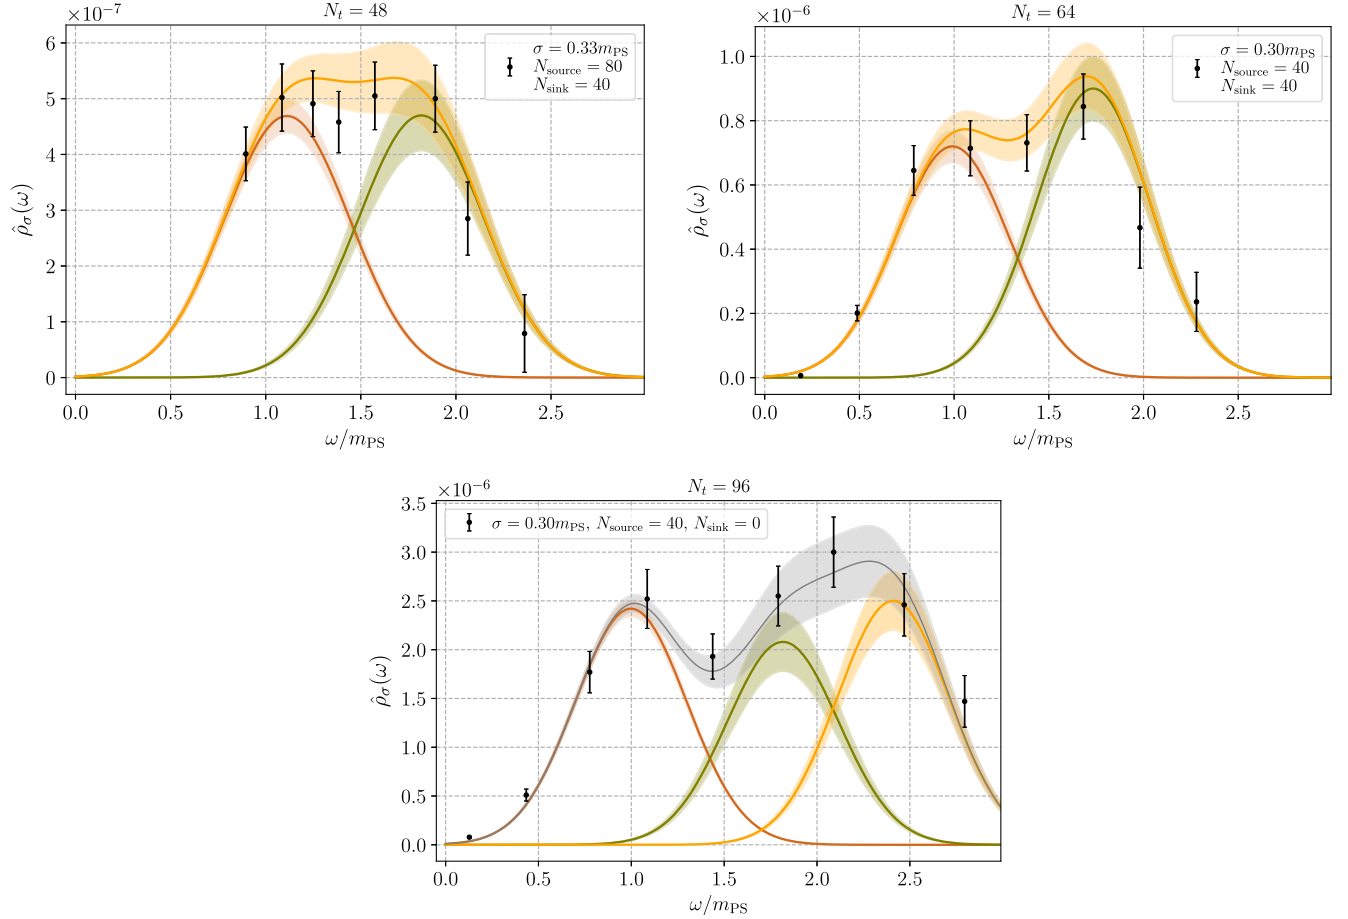 ×10⁻⁷
N_t = 48
σ = 0.33m_PS
N_source = 80
N_sink = 40
6
5
4
3
2
1
0
ρ̂_σ(ω)
0.0 0.5 1.0 1.5 2.0 2.5
ω/m_PS
×10⁻⁶
N_t = 64
σ = 0.30m_PS
N_source = 40
N_sink = 40
1.0
0.8
0.6
0.4
0.2
0.0
ρ̂_σ(ω)
0.0 0.5 1.0 1.5 2.0 2.5
ω/m_PS
×10⁻⁶
N_t = 96
σ = 0.30m_PS, N_source = 40, N_sink = 0
3.5
3.0
2.5
2.0
1.5
1.0
0.5
0.0
ρ̂_σ(ω)
0.0 0.5 1.0 1.5 2.0 2.5
ω/m_PS